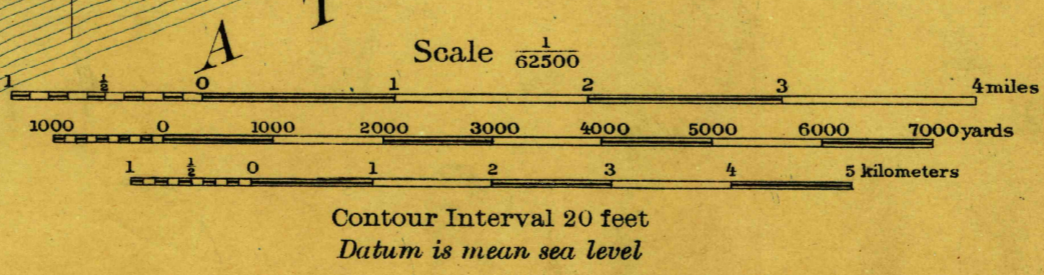 A T
Scale 1/62500
1 ½ 0 1 2 3 4 miles
1000 0 1000 2000 3000 4000 5000 6000 7000 yards
1 ½ 0 1 2 3 4 5 kilometers
Contour Interval 20 feet
Datum is mean sea level